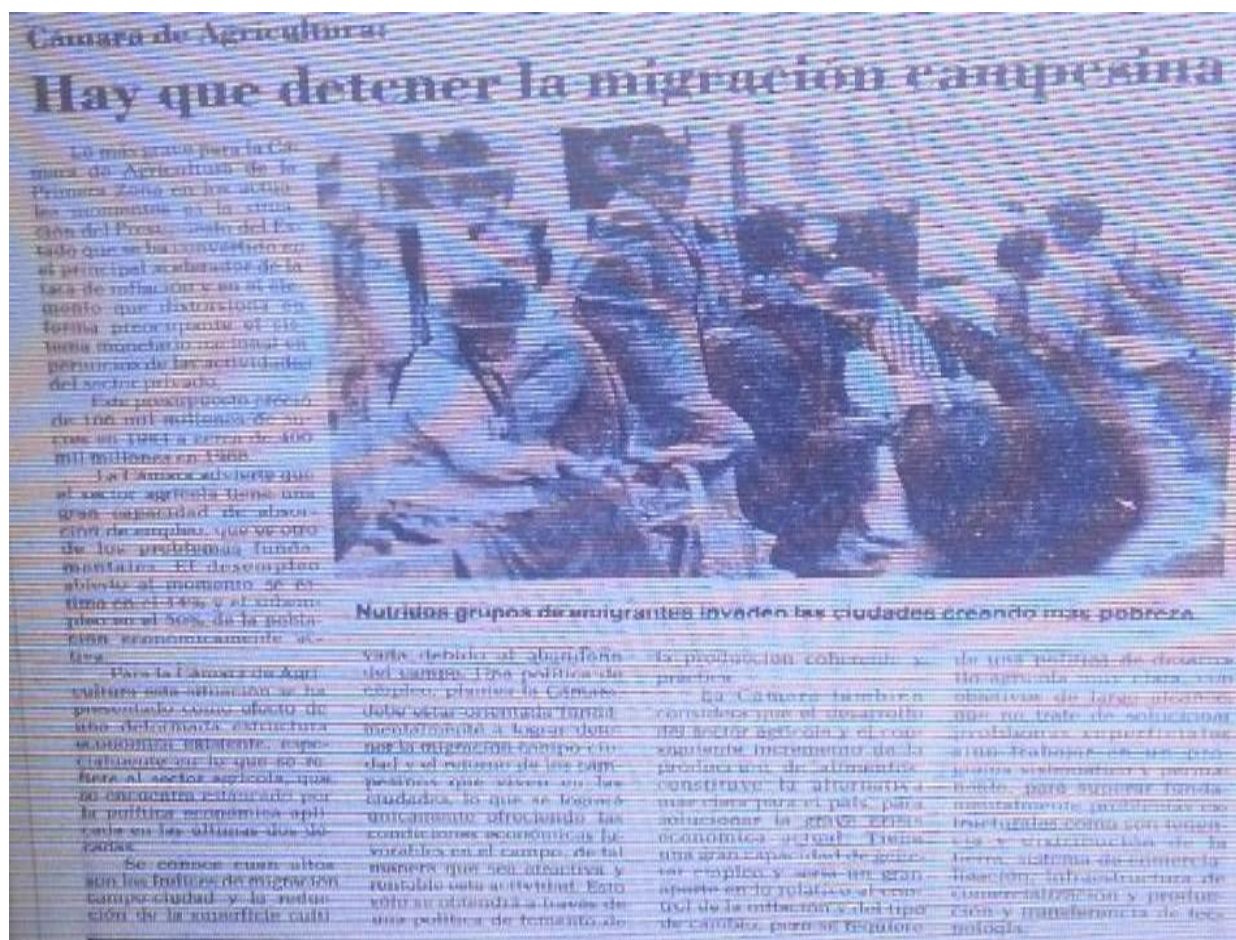 Cámara de Agricultura:
Hay que detener la migración campesina
Lo más grave para la Cá-
mara de Agricultura de la
Primera Zona en los actua-
les momentos es la situa-
ción del Presupuesto del Es-
tado que se ha convertido en
el principal acelerador de la
taza de inflación y en el ele-
mento que distorsiona en
forma preocupante el sis-
tema monetario nacional en
perjuicios de las actividades
del sector privado.
Este presupuesto creció
de 106 mil millones de su-
cres en 1984 a cerca de 400
mil millones en 1988.
La Cámara advierte que
el sector agrícola tiene una
gran capacidad de absor-
ción de empleo, que es otro
de los problemas funda-
mentales. El desempleo
abierto al momento se es-
tima en el 14% y el subem-
pleo en el 50% de la pobla-
ción económicamente ac-
tiva.
Para la Cámara de Agri-
cultura esta situación se ha
presentado como efecto de
una deformada estructura
económica existente, espe-
cialmente en lo que se re-
fiere al sector agrícola, que
se encuentra estancado por
la política económica apli-
cada en las últimas dos dé-
cadas.
Se conoce cuan altos
son los índices de migración
campo-ciudad y la reduc-
ción de la superficie culti
Nutridos grupos de emigrantes invaden las ciudades creando más pobreza.
vada debido al abandono
del campo. Una política de
empleo, plantea la Cámara
debe estar orientada funda-
mentalmente a lograr dete-
ner la migración campo-ciu-
dad y el retorno de los cam-
pesinos que viven en las
ciudades, lo que se logrará
únicamente ofreciendo las
condiciones económicas fa-
vorables en el campo, de tal
manera que sea atractiva y
rentable esta actividad. Esto
sólo se obtendrá a través de
una política de fomento de
la producción coherente y
práctica.
La Cámara también
considera que el desarrollo
del sector agrícola y el con-
siguiente incremento de la
producción de alimentos
constituye la alternativa
más clara para el país, para
solucionar la grave crisis
económica actual. Tiene
una gran capacidad de gene-
rar empleo y sería un gran
aporte en lo relativo al con-
trol de la inflación y del tipo
de cambio, pero se requiere
de una política de desarro-
llo agrícola muy clara, con
objetivos de largo alcance
que no trate de solucionar
problemas superficiales
sino trabajar en un pro-
grama sistemático y perma-
nente, para superar funda-
mentalmente problemas es-
tructurales como son tenen-
cia y distribución de la
tierra, sistema de comercia-
lización, infraestructura de
comercialización y produc-
ción y transferencia de tec-
nología.